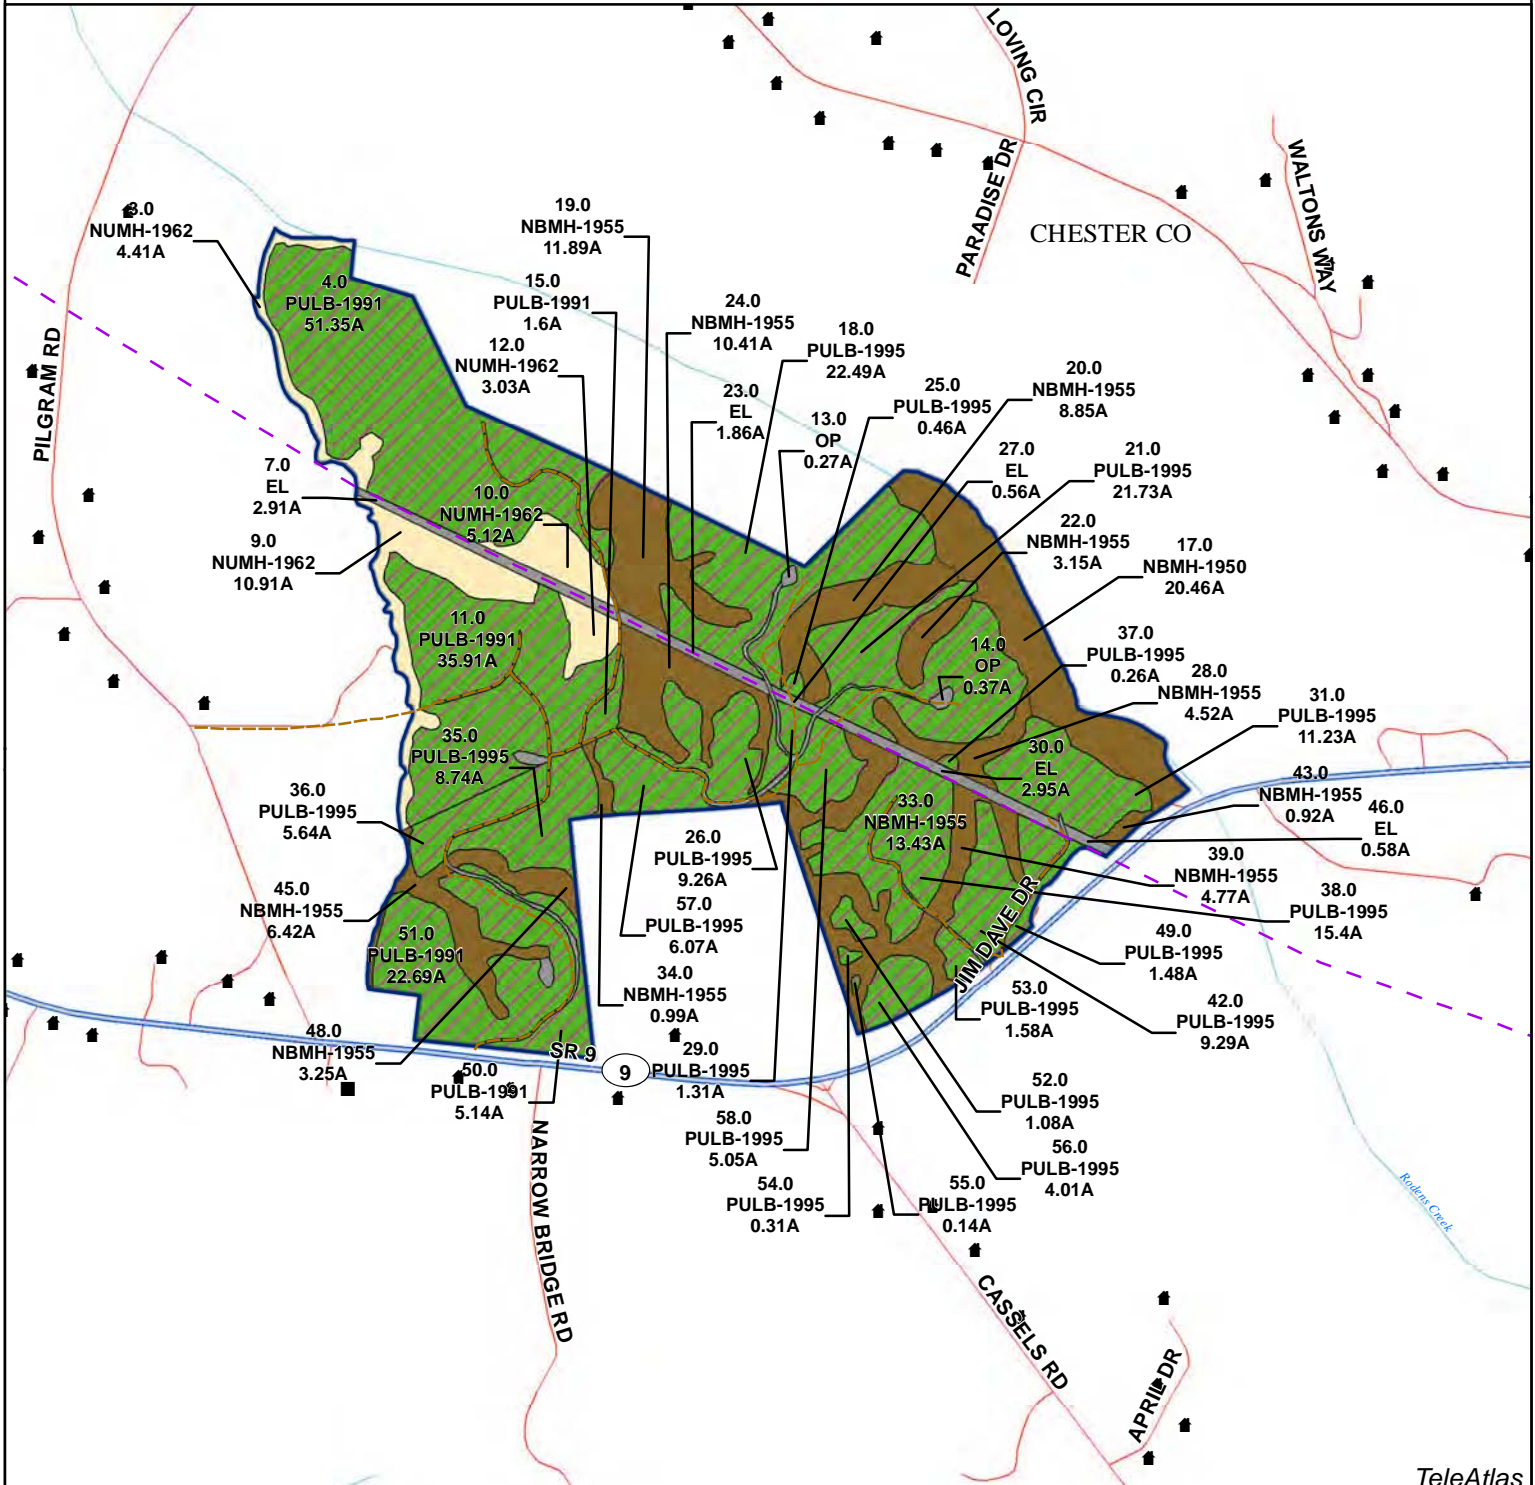 LOVING CIR
PARADISE DR
WALTONS WAY
CHESTER CO
PILGRAM RD
3.0
NUMH-1962
4.41A
4.0
PULB-1991
51.35A
19.0
NBMH-1955
11.89A
15.0
PULB-1991
1.6A
12.0
NUMH-1962
3.03A
24.0
NBMH-1955
10.41A
18.0
PULB-1995
22.49A
23.0
EL
1.86A
13.0
OP
0.27A
25.0
PULB-1995
0.46A
20.0
NBMH-1955
8.85A
27.0
EL
0.56A
21.0
PULB-1995
21.73A
22.0
NBMH-1955
3.15A
17.0
NBMH-1950
20.46A
7.0
EL
2.91A
10.0
NUMH-1962
5.12A
9.0
NUMH-1962
10.91A
11.0
PULB-1991
35.91A
14.0
OP
0.37A
37.0
PULB-1995
0.26A
28.0
NBMH-1955
4.52A
31.0
PULB-1995
11.23A
35.0
PULB-1995
8.74A
30.0
EL
2.95A
43.0
NBMH-1955
0.92A
46.0
EL
0.58A
36.0
PULB-1995
5.64A
33.0
NBMH-1955
13.43A
26.0
PULB-1995
9.26A
39.0
NBMH-1955
4.77A
38.0
PULB-1995
15.4A
45.0
NBMH-1955
6.42A
57.0
PULB-1995
6.07A
51.0
PULB-1991
22.69A
49.0
PULB-1995
1.48A
34.0
NBMH-1955
0.99A
JIM DAVE DR
53.0
PULB-1995
1.58A
42.0
PULB-1995
9.29A
48.0
NBMH-1955
3.25A
SR 9
9
29.0
PULB-1995
1.31A
50.0
PULB-1991
5.14A
52.0
PULB-1995
1.08A
58.0
PULB-1995
5.05A
56.0
PULB-1995
4.01A
54.0
PULB-1995
0.31A
55.0
PULB-1995
0.14A
NARROW BRIDGE RD
Rodens Creek
CASSELS RD
APRIL DR
TeleAtlas